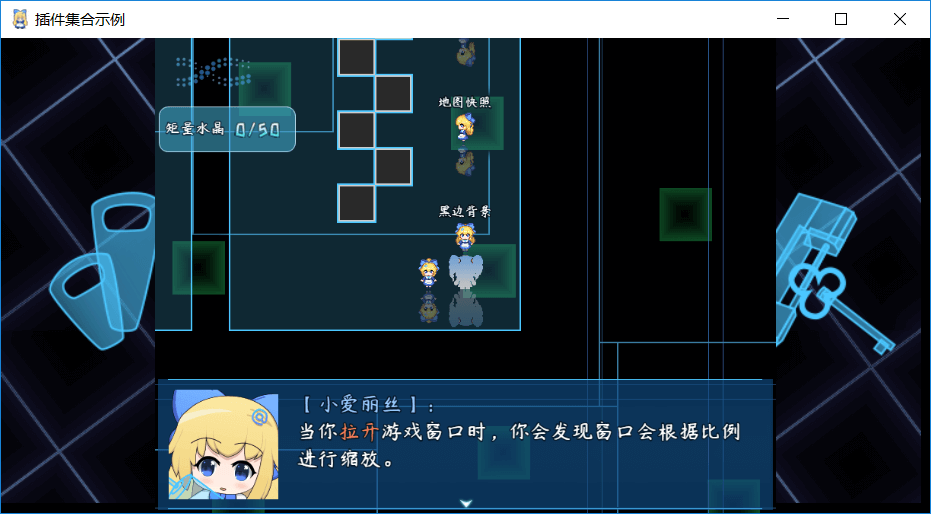 插件集合示例
地图快照
矩量水晶 0/50
黑边背景
【 小爱丽丝 】:
当你拉开游戏窗口时，你会发现窗口会根据比例
进行缩放。